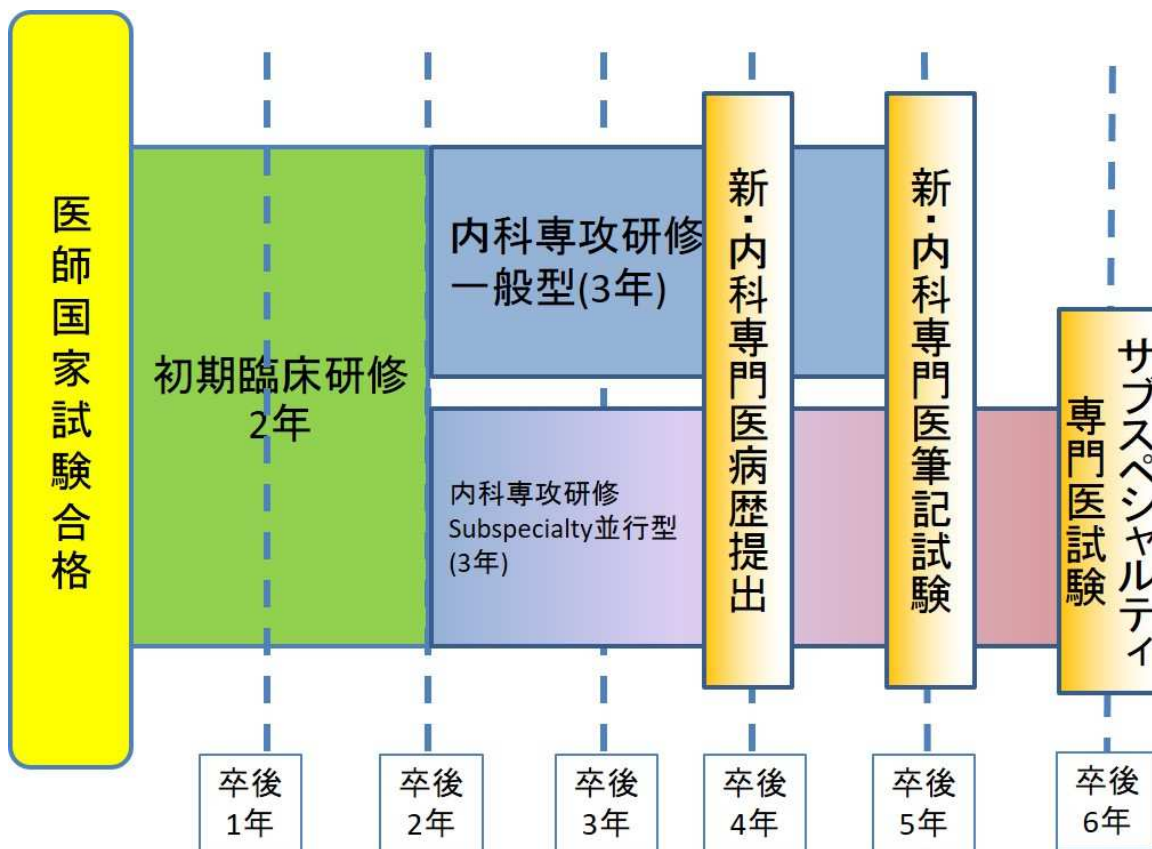 医師国家試験合格
初期臨床研修
2年
内科専攻研修
一般型(3年)
内科専攻研修
Subspecialty並行型
(3年)
新・内科専門医病歴提出
新・内科専門医筆記試験
サブスペシャルティ
専門医試験
卒後
1年
卒後
2年
卒後
3年
卒後
4年
卒後
5年
卒後
6年